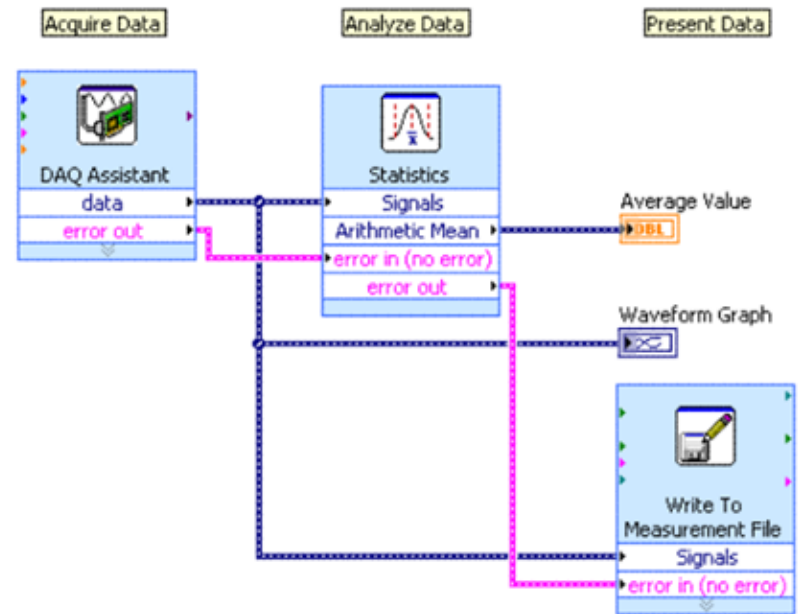 Acquire Data
Analyze Data
Present Data
DAQ Assistant
data
error out
Statistics
Signals
Arithmetic Mean
error in (no error)
error out
Average Value
DBL
Waveform Graph
Write To
Measurement File
Signals
error in (no error)